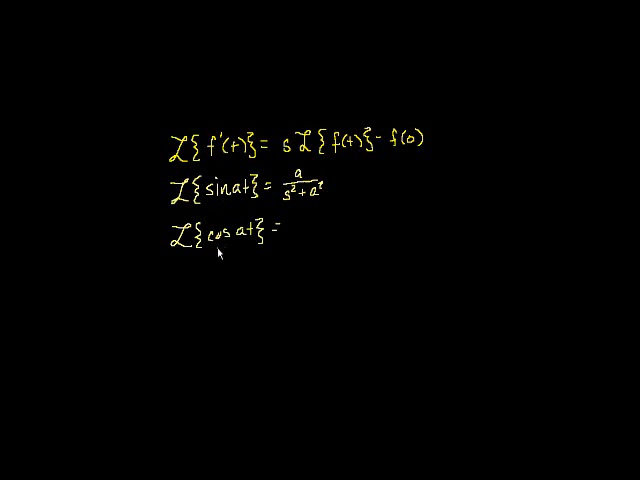 ℒ{f'(t)} = sℒ{f(t)} - f(0)
ℒ{sin at} = a/(s²+a²)
ℒ{cos at} =